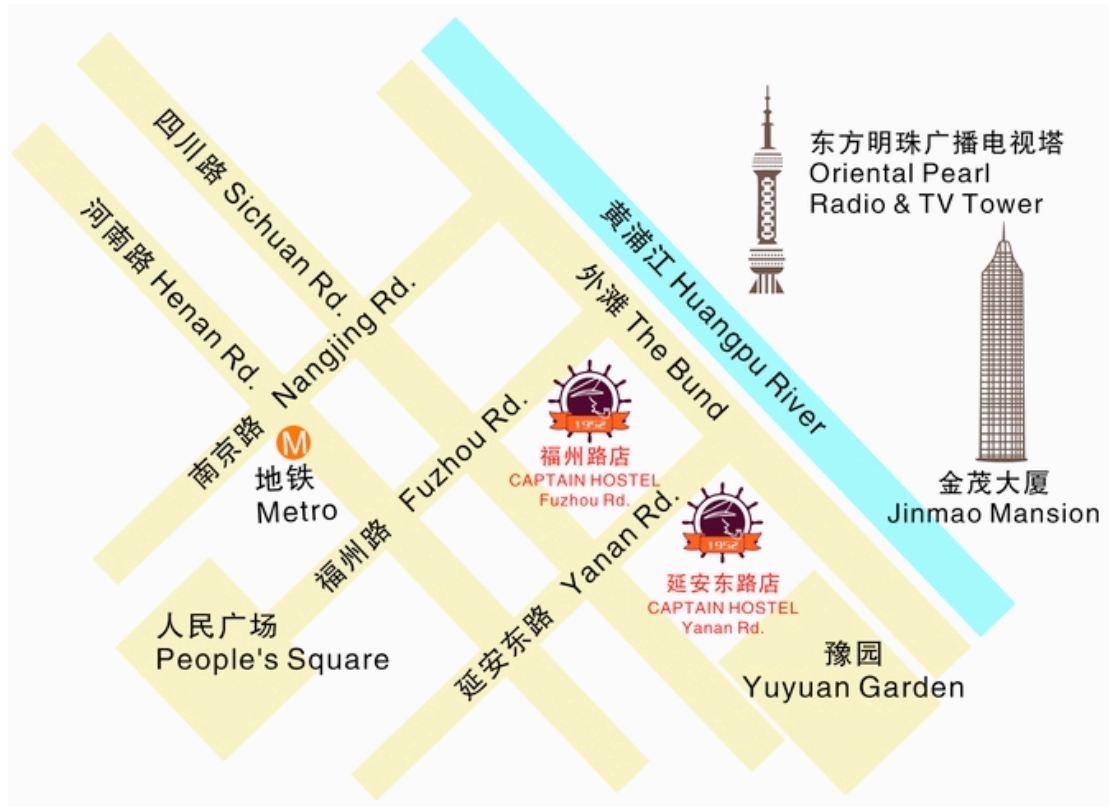 四川路 Sichuan Rd.
河南路 Henan Rd.
南京路 Nangjing Rd.
M
地铁
Metro
福州路 Fuzhou Rd.
人民广场
People's Square
延安东路 Yanan Rd.
外滩 The Bund
黄浦江 Huangpu River
东方明珠广播电视塔
Oriental Pearl
Radio & TV Tower
金茂大厦
Jinmao Mansion
1952
福州路店
CAPTAIN HOSTEL
Fuzhou Rd.
1952
延安东路店
CAPTAIN HOSTEL
Yanan Rd.
豫园
Yuyuan Garden